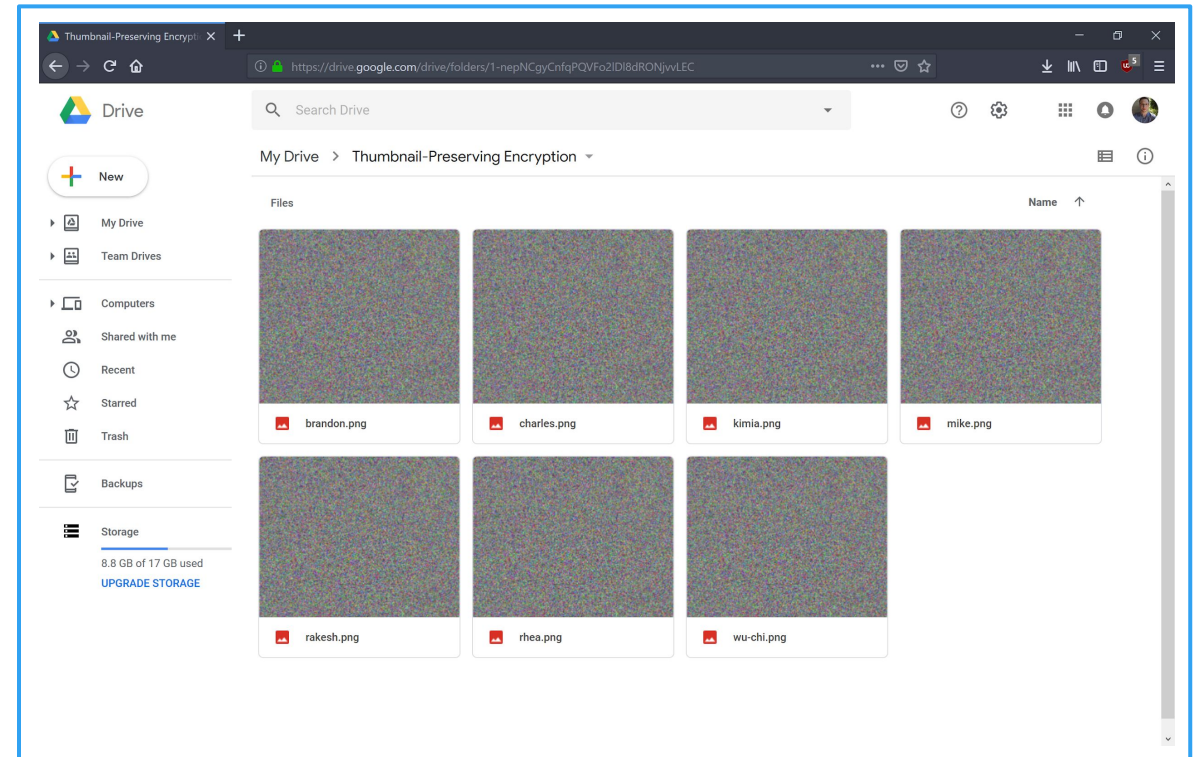 Thumbnail-Preserving Encryptio
https://drive.google.com/drive/folders/1-nepNCgyCnfqPQVFo2IDl8dRONjvvLEC
5
Drive
Search Drive
My Drive > Thumbnail-Preserving Encryption
New
Files
Name
My Drive
Team Drives
Computers
Shared with me
Recent
Starred
Trash
Backups
Storage
8.8 GB of 17 GB used
UPGRADE STORAGE
brandon.png
charles.png
kimia.png
mike.png
rakesh.png
rhea.png
wu-chi.png